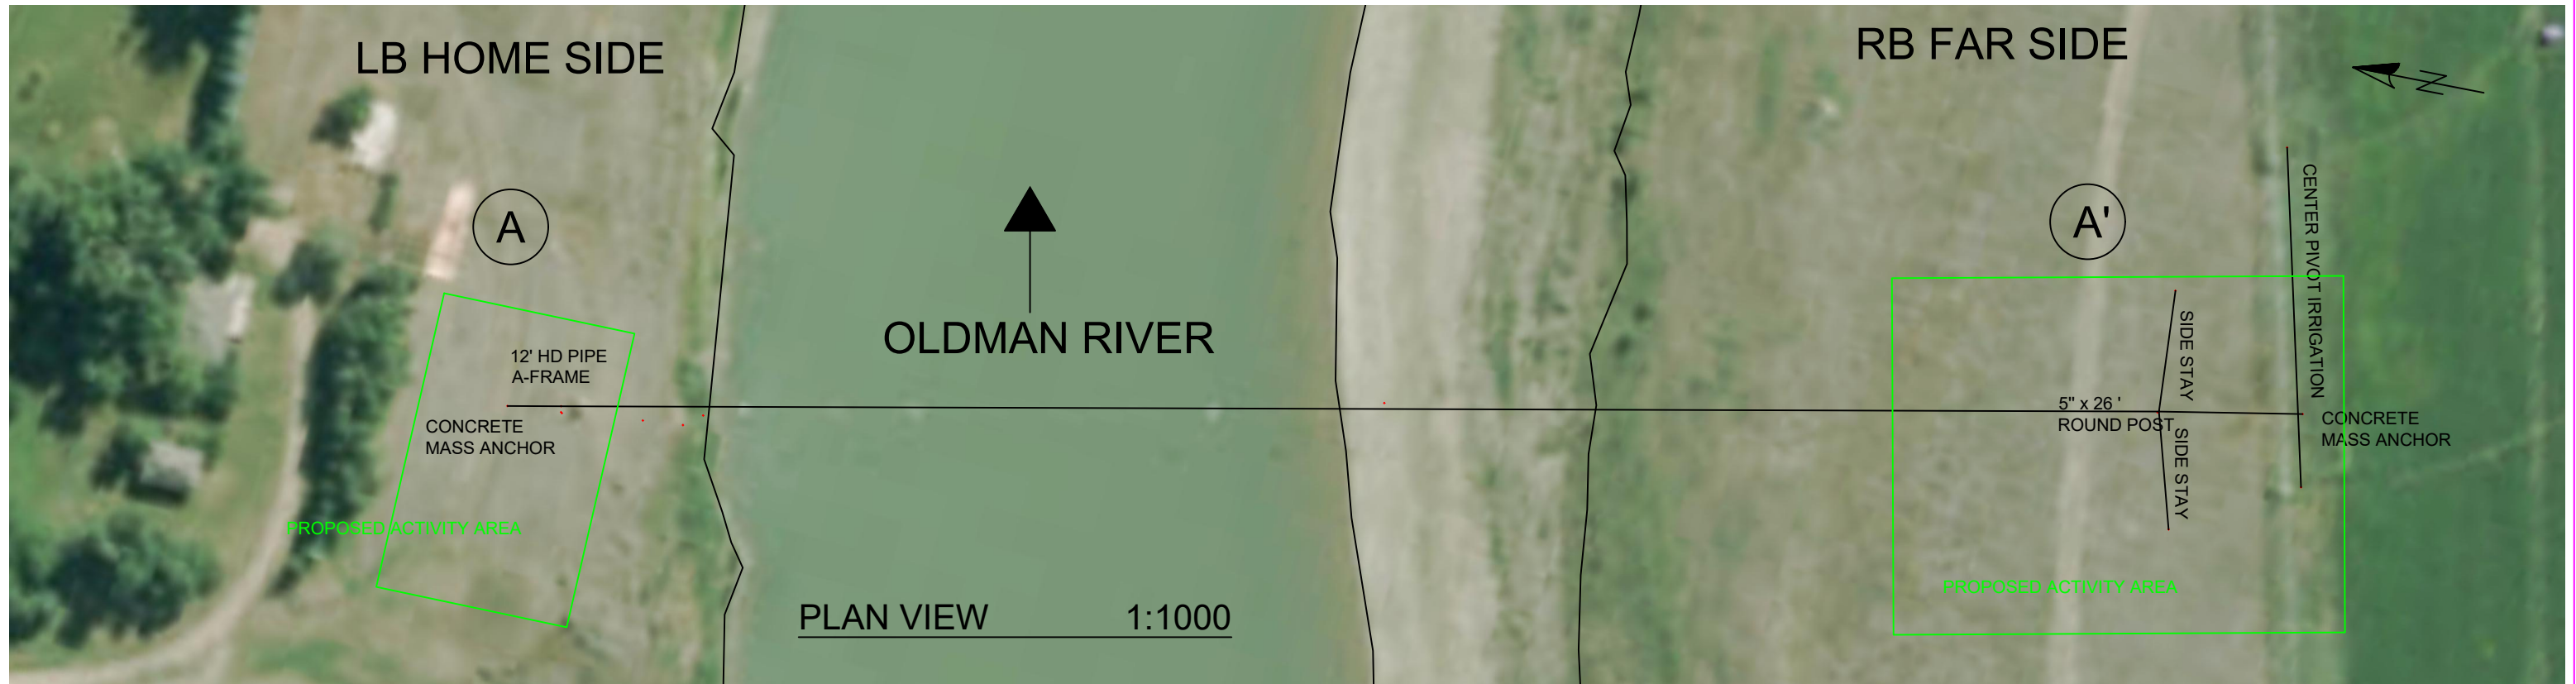 LB HOME SIDE
RB FAR SIDE
N
A
A'
CENTER PIVOT IRRIGATION
OLDMAN RIVER
12' HD PIPE
A-FRAME
CONCRETE
MASS ANCHOR
SIDE STAY
5" x 26 '
ROUND POST
SIDE STAY
CONCRETE
MASS ANCHOR
PROPOSED ACTIVITY AREA
PROPOSED ACTIVITY AREA
PLAN VIEW 1:1000